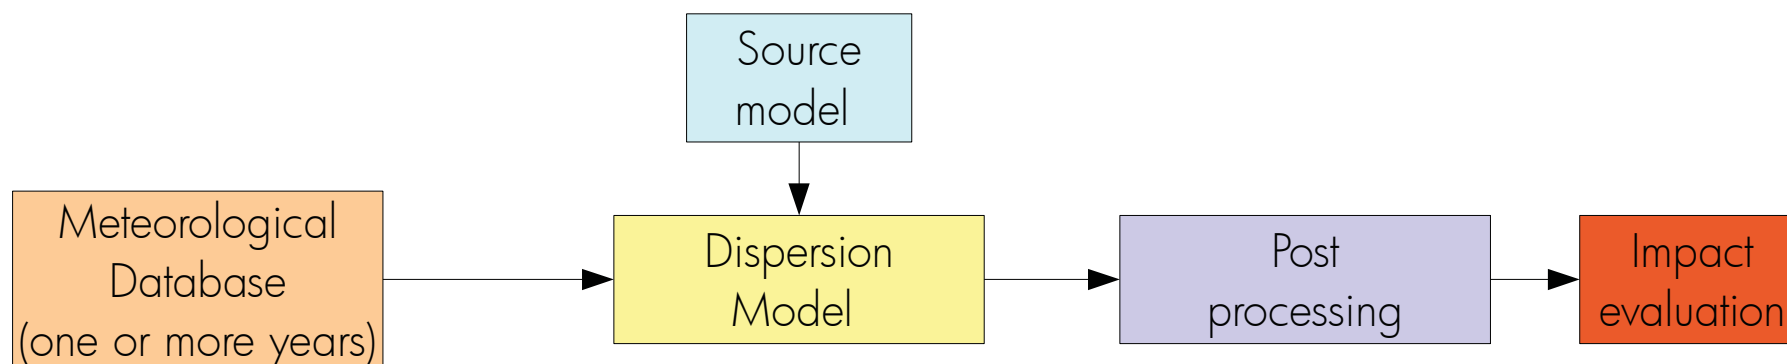 Source
model
Meteorological
Database
(one or more years)
Dispersion
Model
Post
processing
Impact
evaluation